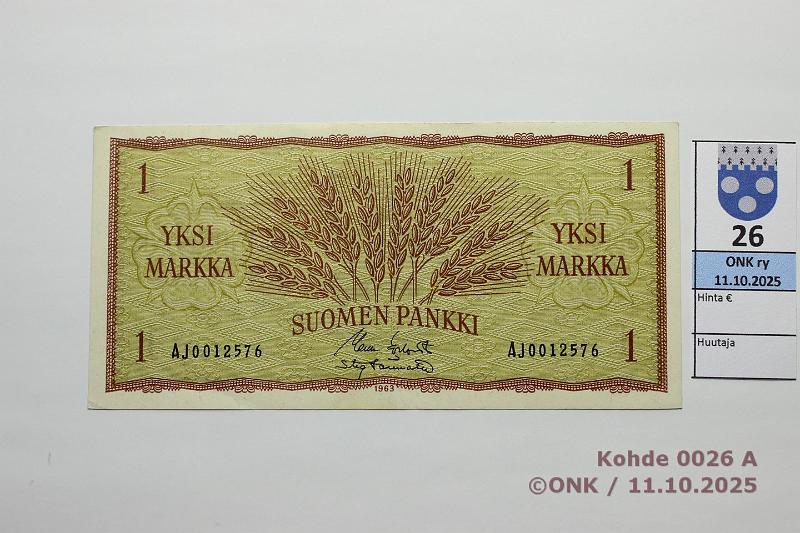 1 1
YKSI MARKKA
YKSI MARKKA
SUOMEN PANKKI
1 AJ0012576 AJ0012576 1
1963
26
ONK ry
11.10.2025
Hinta €
Huutaja
Kohde 0026 A
©ONK / 11.10.2025